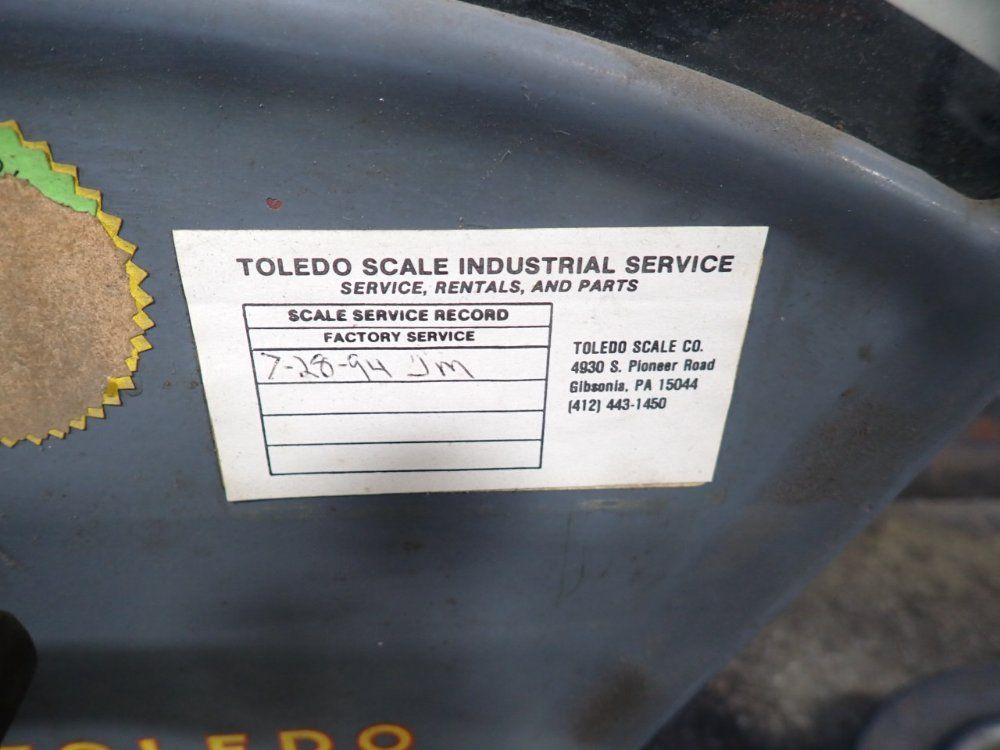 TOLEDO SCALE INDUSTRIAL SERVICE
SERVICE, RENTALS, AND PARTS
SCALE SERVICE RECORD
FACTORY SERVICE
7-28-94 JM
TOLEDO SCALE CO.
4930 S. Pioneer Road
Gibsonia, PA 15044
(412) 443-1450
TOLEDO